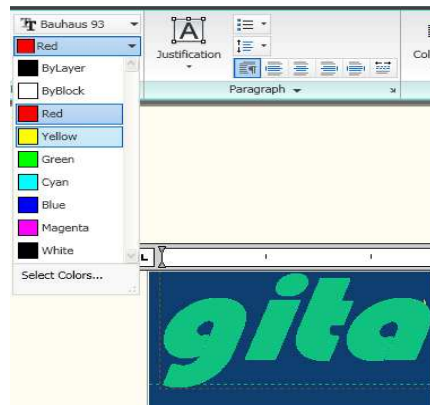 Bauhaus 93
Red
ByLayer
ByBlock
Red
Yellow
Green
Cyan
Blue
Magenta
White
Select Colors...
Justification
Paragraph
Col
L
gita